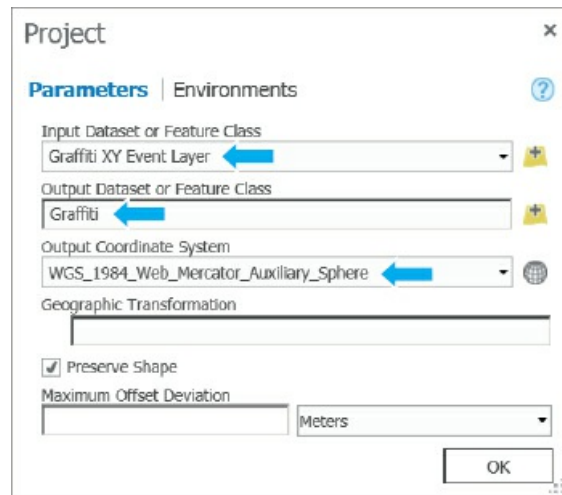 Project
Parameters | Environments
Input Dataset or Feature Class
Graffiti XY Event Layer
Output Dataset or Feature Class
Graffiti
Output Coordinate System
WGS_1984_Web_Mercator_Auxiliary_Sphere
Geographic Transformation
Preserve Shape
Maximum Offset Deviation
Meters
OK